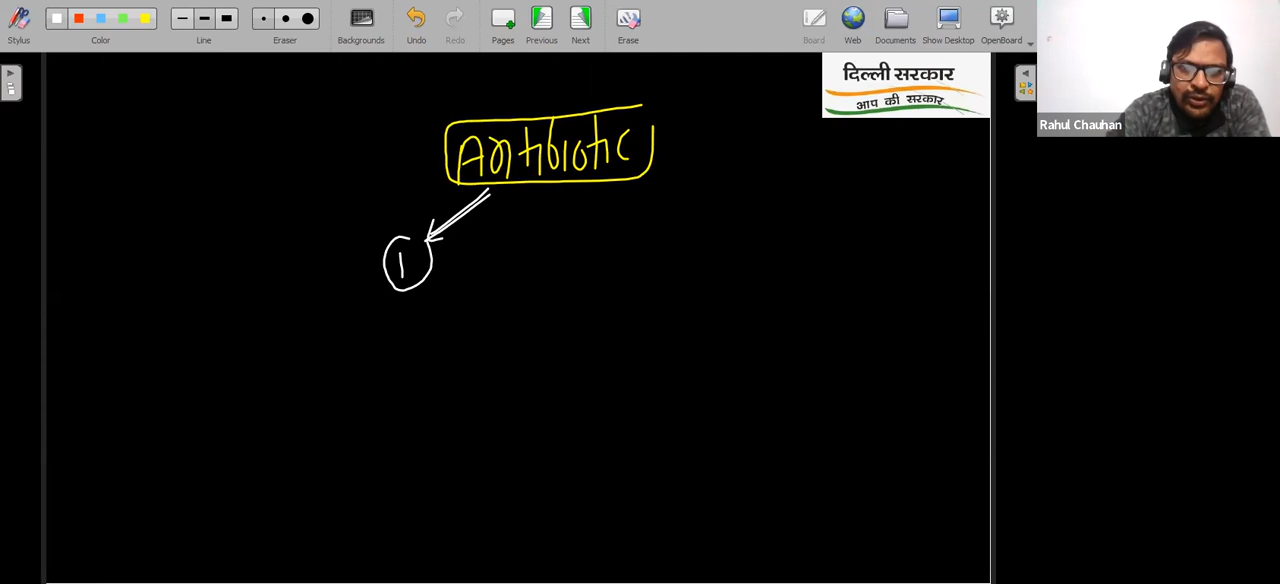 Stylus
Color
Line
Eraser
Backgrounds
Undo
Redo
Pages
Previous
Next
Erase
Board
Web
Documents
Show Desktop
OpenBoard
Rahul Chauhan
दिल्ली सरकार
आप की सरकार
Antibiotic
1